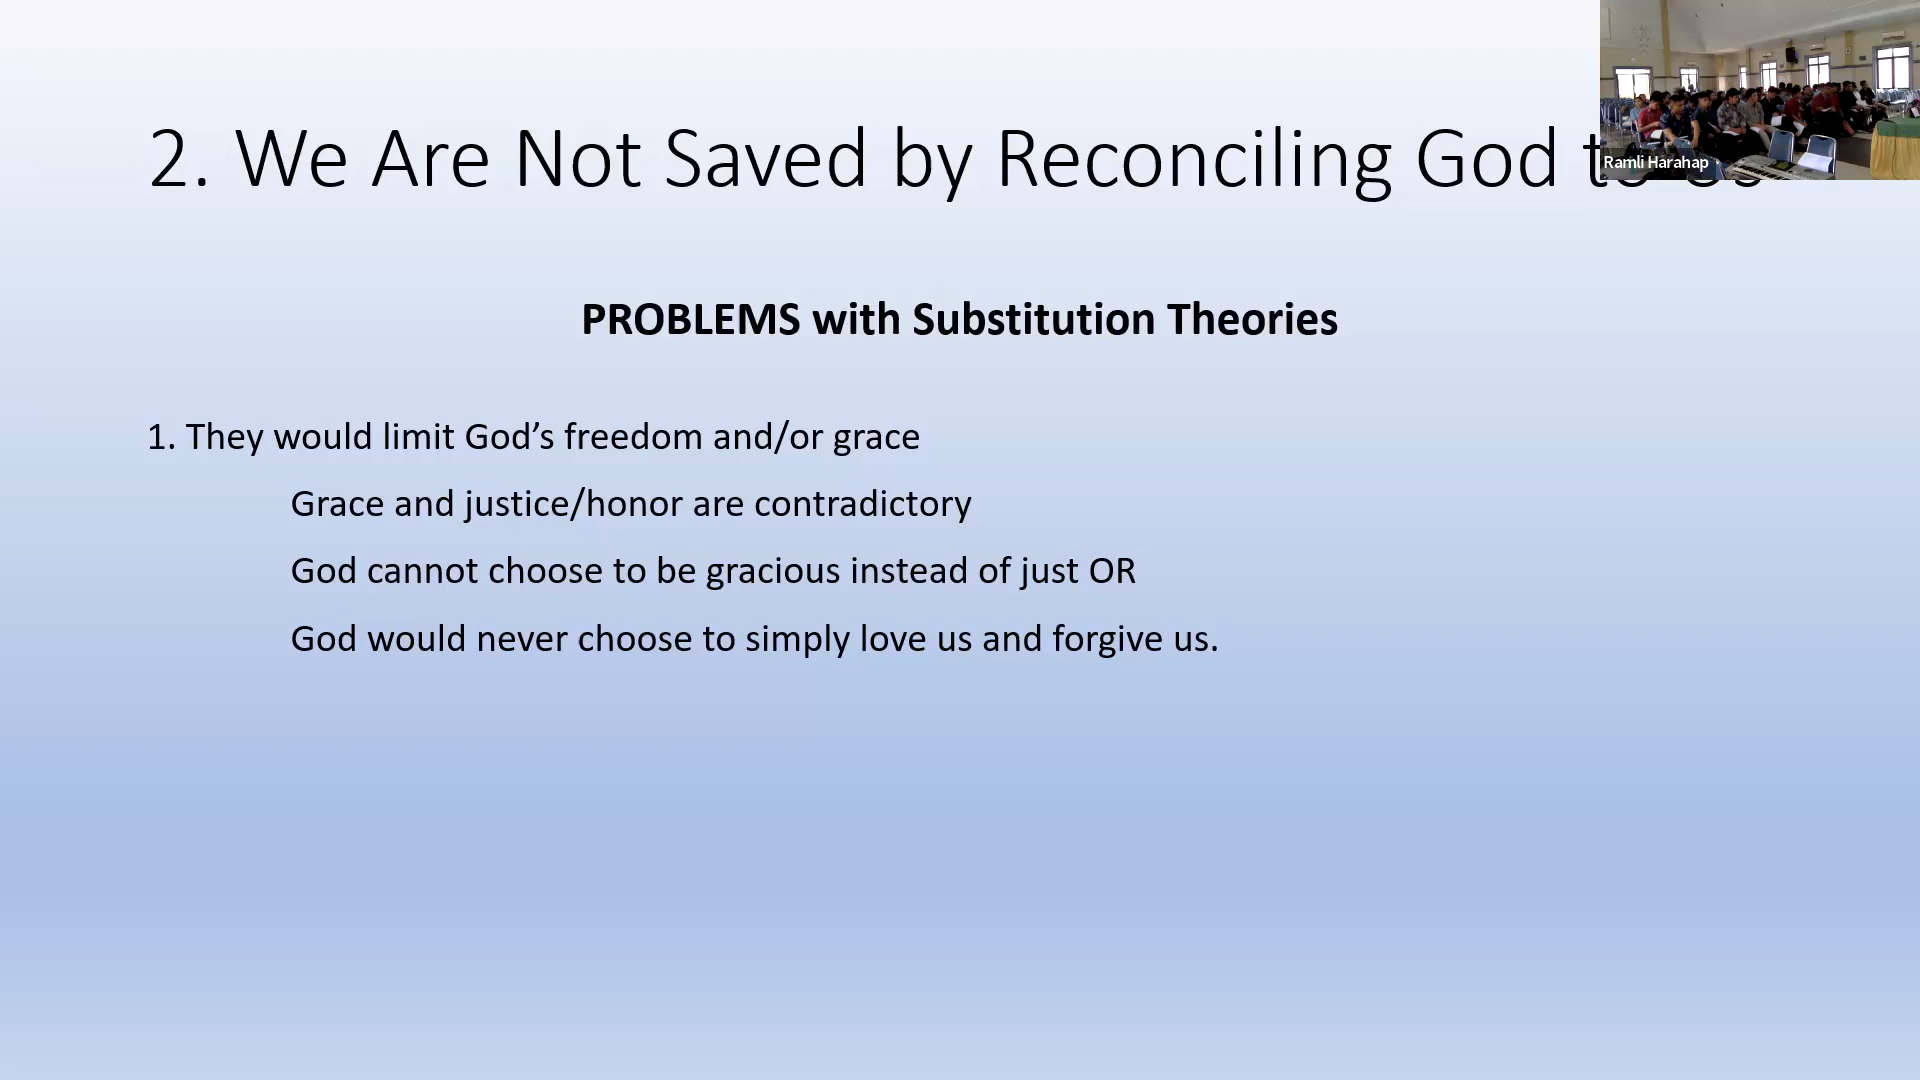 2. We Are Not Saved by Reconciling God to Us
Ramli Harahap
PROBLEMS with Substitution Theories
1. They would limit God’s freedom and/or grace
Grace and justice/honor are contradictory
God cannot choose to be gracious instead of just OR
God would never choose to simply love us and forgive us.